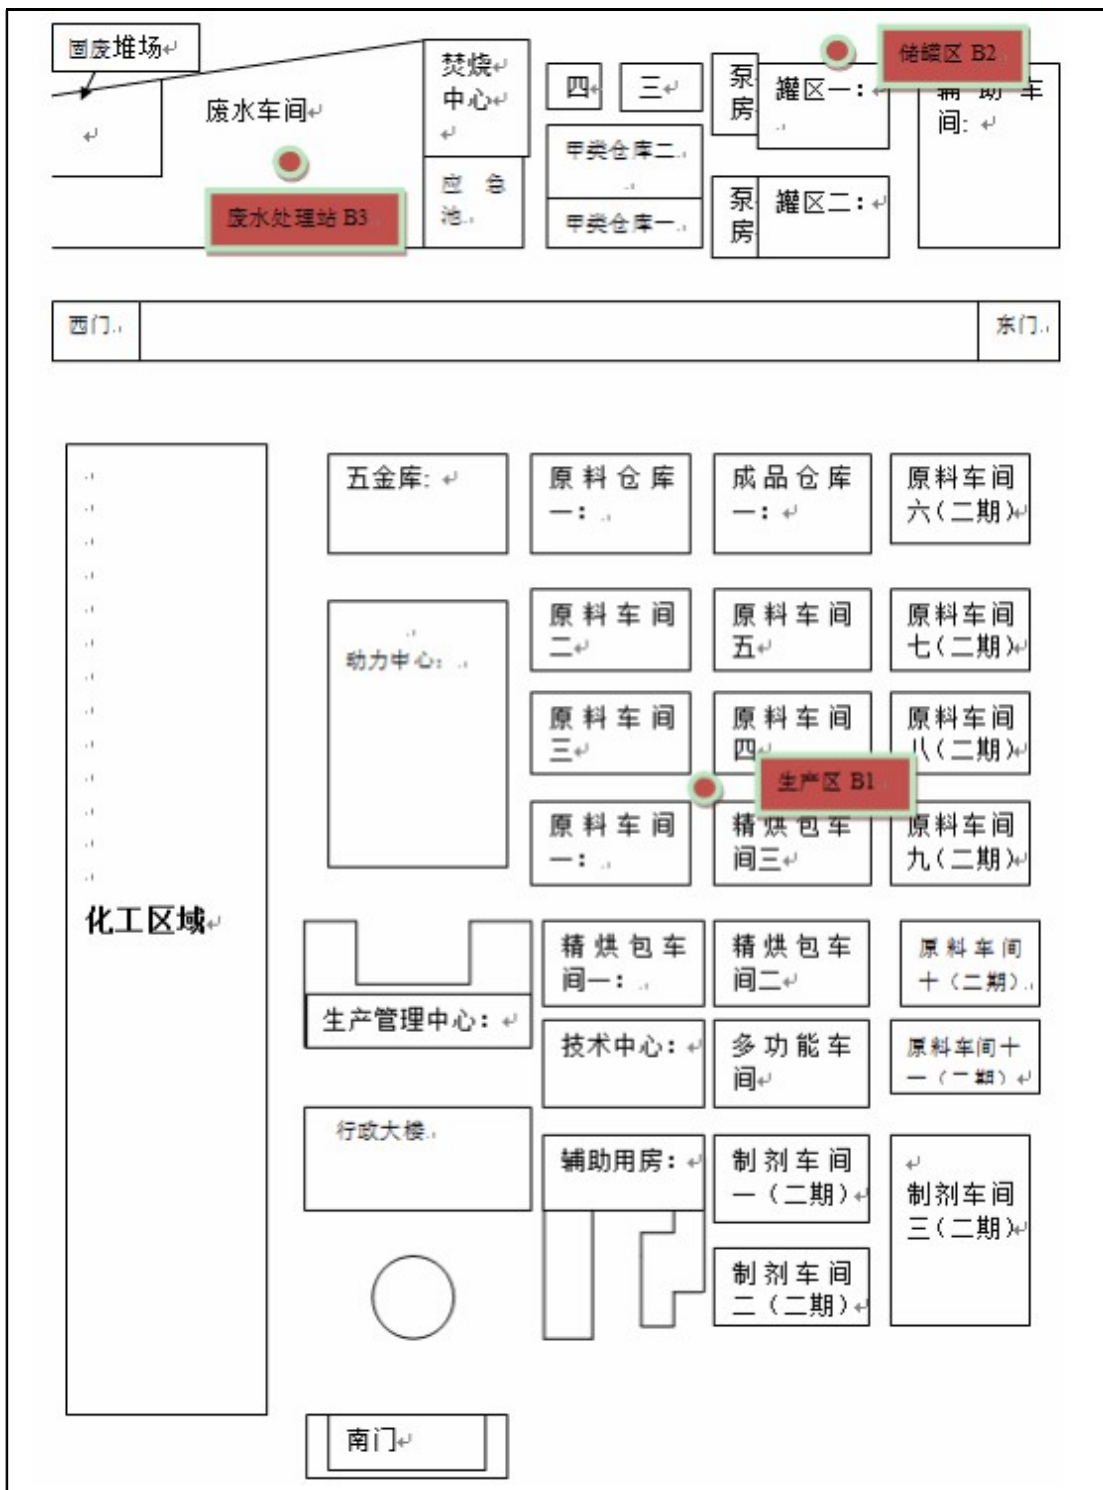 固废堆场
废水车间
废水处理站 B3
焚烧
中心
应 急
池
四
三
甲类仓库二
甲类仓库一
泵
房
罐区一：
泵
房
罐区二：
储罐区 B2
辅 助 车
间：
西门
东门
化工区域
五金库:
原 料 仓 库
一：
成 品 仓 库
一：
原料车间
六（二期）
动力中心：
原 料 车 间
二
原 料 车 间
五
原料车间
七（二期）
原 料 车 间
三
原 料 车 间
四
原料车间
八（二期）
生产区 B1
原 料 车 间
一：
精 烘 包 车
间三
原料车间
九（二期）
生产管理中心：
精 烘 包 车
间一：
精 烘 包 车
间二
原 料 车 间
十（二期）
技术中心：
多 功 能 车
间
原料车间十
一（二期）
行政大楼
辅助用房：
制 剂 车 间
一（二期）
制剂车间
三（二期）
制 剂 车 间
二（二期）
南门